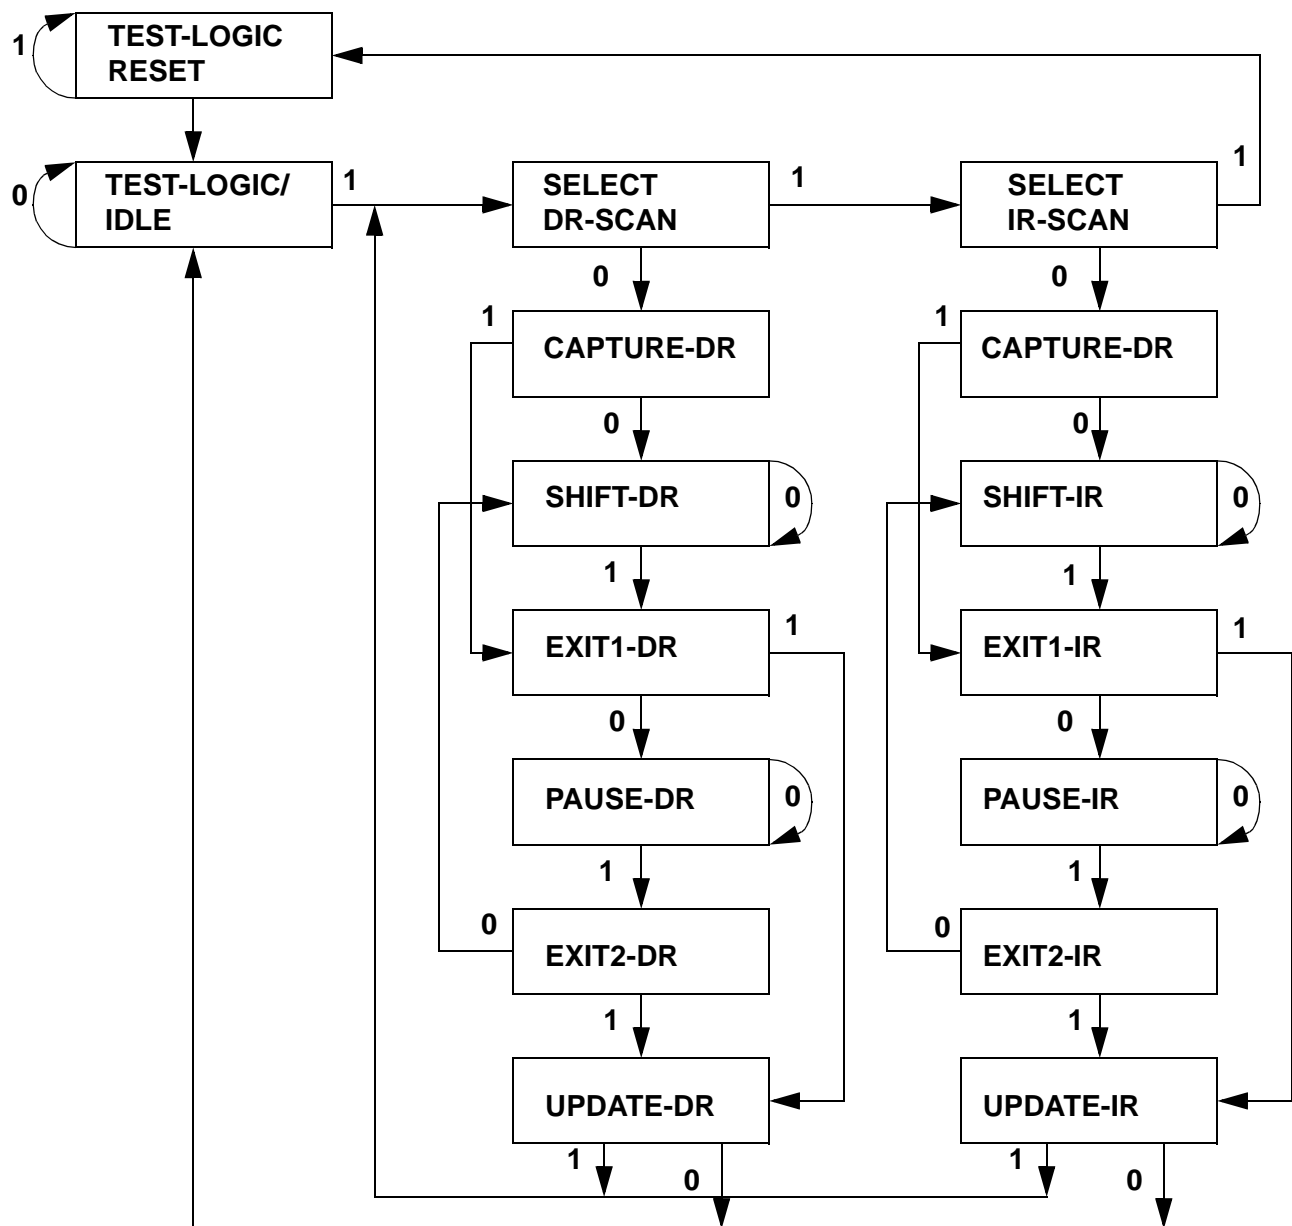 1
TEST-LOGIC
RESET
0
TEST-LOGIC/
IDLE
1
SELECT
DR-SCAN
1
SELECT
IR-SCAN
1
0
0
1
CAPTURE-DR
1
CAPTURE-DR
0
0
SHIFT-DR
0
SHIFT-IR
0
1
1
EXIT1-DR
1
EXIT1-IR
1
0
0
PAUSE-DR
0
PAUSE-IR
0
1
1
0
EXIT2-DR
0
EXIT2-IR
1
1
UPDATE-DR
UPDATE-IR
1
0
1
0